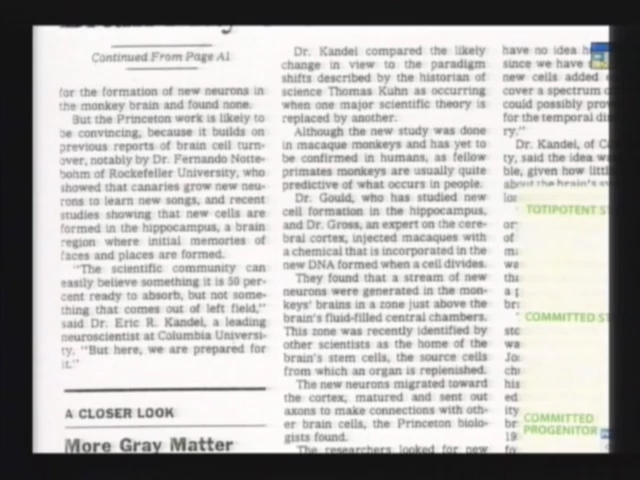 Continued From Page A1
for the formation of new neurons in
the monkey brain and found none.
But the Princeton work is likely to
be convincing, because it builds on
previous reports of brain cell turn-
over, notably by Dr. Fernando Notte-
bohm of Rockefeller University, who
showed that canaries grow new neu-
rons to learn new songs, and recent
studies showing that new cells are
formed in the hippocampus, a brain
region where initial memories of
faces and places are formed.
"The scientific community can
easily believe something it is 50 per-
cent ready to absorb, but not some-
thing that comes out of left field,"
said Dr. Eric R. Kandel, a leading
neuroscientist at Columbia Universi-
ty. "But here, we are prepared for
it."
A CLOSER LOOK
More Gray Matter
Dr. Kandel compared the likely
change in view to the paradigm
shifts described by the historian of
science Thomas Kuhn as occurring
when one major scientific theory is
replaced by another.
Although the new study was done
in macaque monkeys and has yet to
be confirmed in humans, as fellow
primates monkeys are usually quite
predictive of what occurs in people.
Dr. Gould, who has studied new
cell formation in the hippocampus,
and Dr. Gross, an expert on the cere-
bral cortex, injected macaques with
a chemical that is incorporated in the
new DNA formed when a cell divides.
They found that a stream of new
neurons were generated in the mon-
keys' brains in a zone just above the
brain's fluid-filled central chambers.
This zone was recently identified by
other scientists as the home of the
brain's stem cells, the source cells
from which an organ is replenished.
The new neurons migrated toward
the cortex, matured and sent out
axons to make connections with oth-
er brain cells, the Princeton biolo-
gists found.
The researchers looked for new
have no idea
since we have
new cells added
cover a spectrum
could possibly
for the temporal
ry."
Dr. Kandel, of
ty, said the idea
ble, given how
about the brain's
TOTIPOTENT
COMMITTED
COMMITTED
PROGENITOR